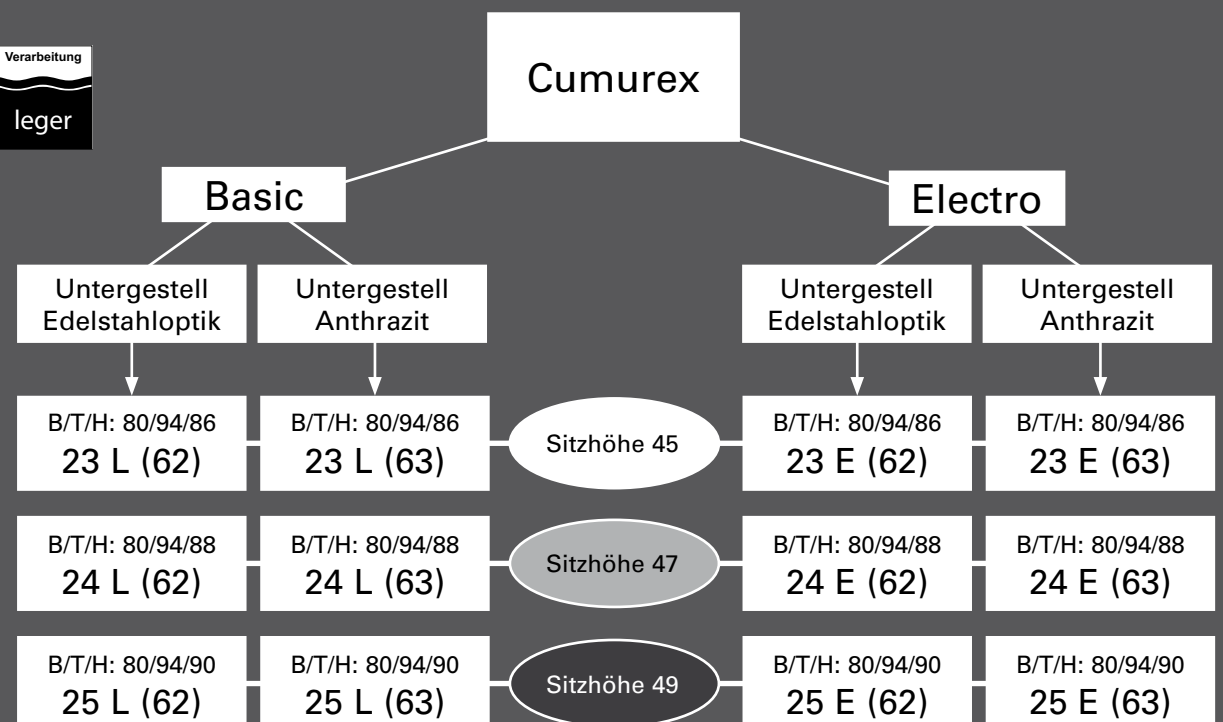 Verarbeitung
leger
Cumurex
Basic
Electro
Untergestell
Edelstahloptik
Untergestell
Anthrazit
Untergestell
Edelstahloptik
Untergestell
Anthrazit
B/T/H: 80/94/86
23 L (62)
B/T/H: 80/94/86
23 L (63)
Sitzhöhe 45
B/T/H: 80/94/86
23 E (62)
B/T/H: 80/94/86
23 E (63)
B/T/H: 80/94/88
24 L (62)
B/T/H: 80/94/88
24 L (63)
Sitzhöhe 47
B/T/H: 80/94/88
24 E (62)
B/T/H: 80/94/88
24 E (63)
B/T/H: 80/94/90
25 L (62)
B/T/H: 80/94/90
25 L (63)
Sitzhöhe 49
B/T/H: 80/94/90
25 E (62)
B/T/H: 80/94/90
25 E (63)